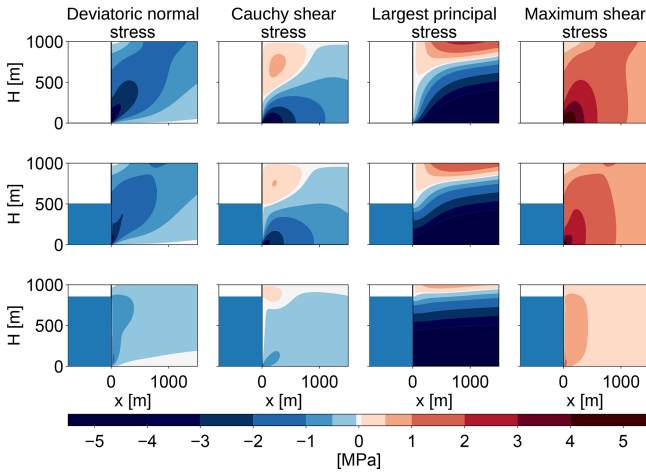 Deviatoric normal stress
Cauchy shear stress
Largest principal stress
Maximum shear stress
H [m]
1000
500
0
H [m]
1000
500
0
H [m]
1000
500
0
0 1000
0 1000
0 1000
0 1000
x [m]
x [m]
x [m]
x [m]
−5 −4 −3 −2 −1 0 1 2 3 4 5
[MPa]